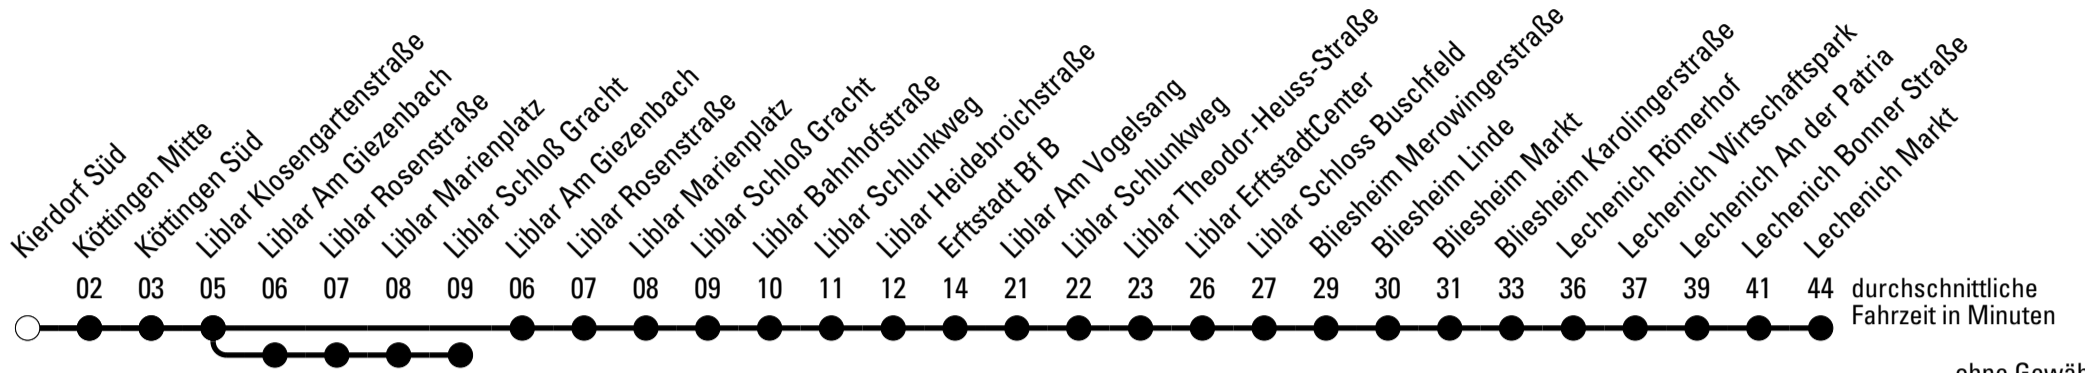 Kierdorf Süd
Köttingen Mitte
Köttingen Süd
Liblar Klosengartenstraße
Liblar Am Giezenbach
Liblar Rosenstraße
Liblar Marienplatz
Liblar Schloß Gracht
Liblar Am Giezenbach
Liblar Rosenstraße
Liblar Marienplatz
Liblar Schloß Gracht
Liblar Bahnhofstraße
Liblar Schlunkweg
Liblar Heidebroichstraße
Erftstadt Bf B
Liblar Am Vogelsang
Liblar Schlunkweg
Liblar Theodor-Heuss-Straße
Liblar ErftstadtCenter
Liblar Schloss Buschfeld
Bliesheim Merowingerstraße
Bliesheim Linde
Bliesheim Markt
Bliesheim Karolingerstraße
Lechenich Römerhof
Lechenich Wirtschaftspark
Lechenich An der Patria
Lechenich Bonner Straße
Lechenich Markt
02 03 05 06 07 08 09 06 07 08 09 10 11 12 14 21 22 23 26 27 29 30 31 33 36 37 39 41 44 durchschnittliche
Fahrzeit in Minuten
ohne